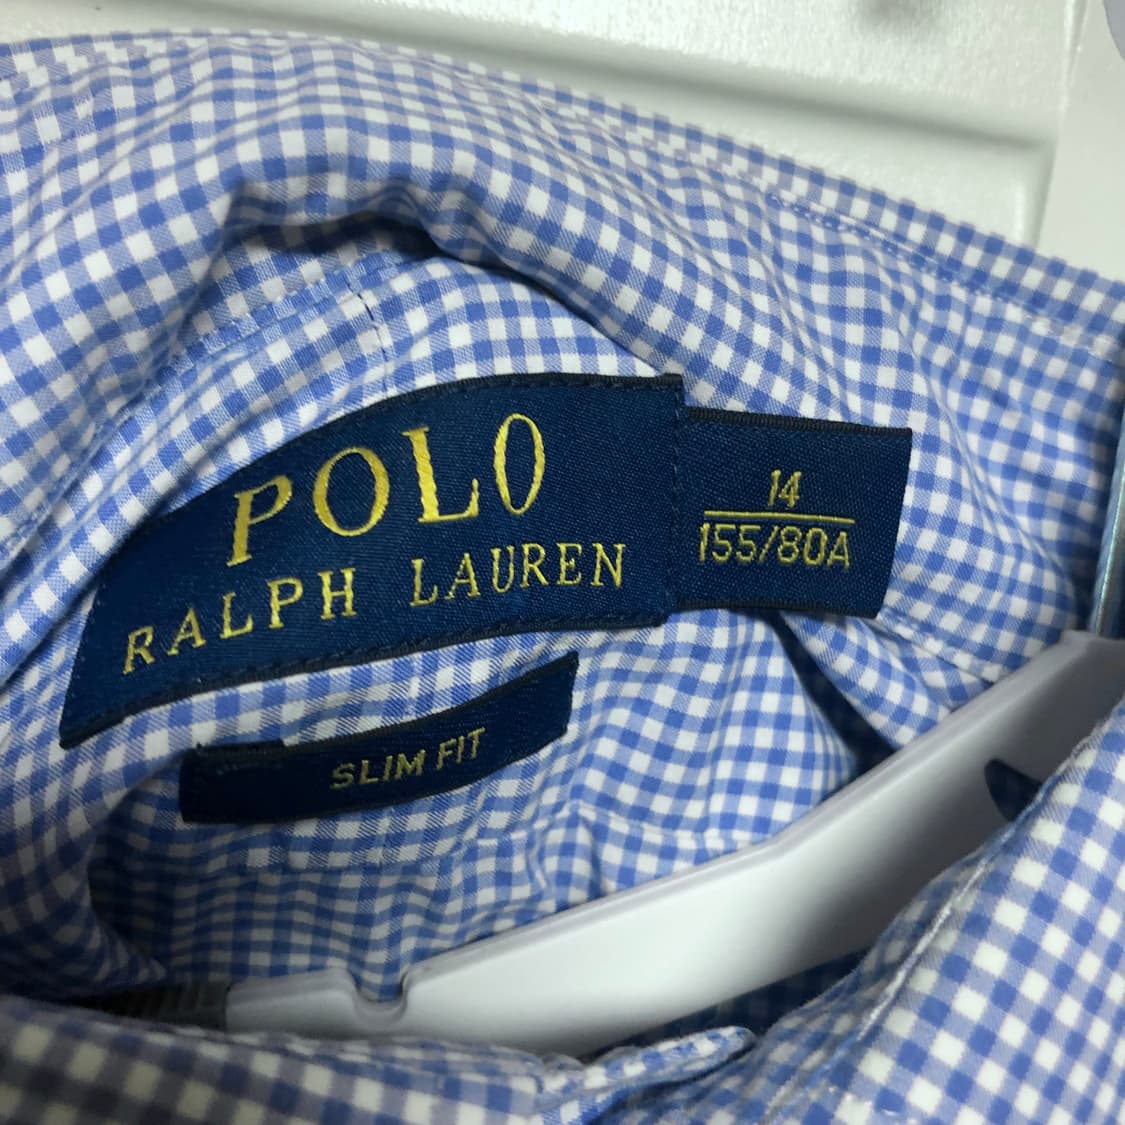 POLO
RALPH LAUREN
14
155/80A
SLIM FIT